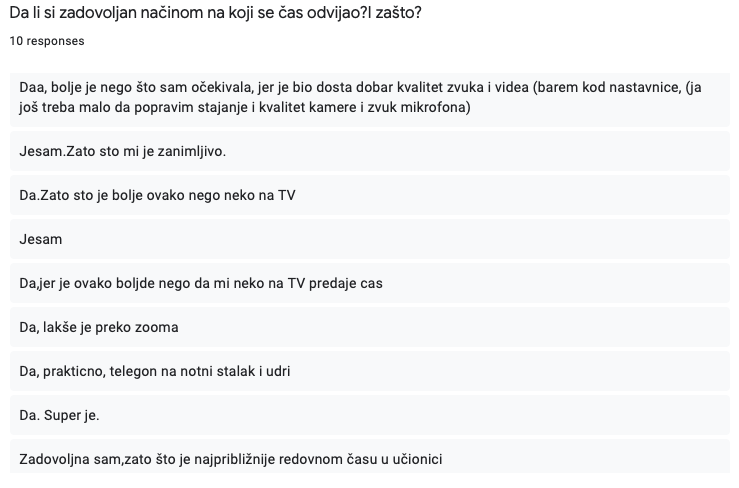 Da li si zadovoljan načinom na koji se čas odvijao?I zašto?
10 responses
Daa, bolje je nego što sam očekivala, jer je bio dosta dobar kvalitet zvuka i videa (barem kod nastavnice, (ja
još treba malo da popravim stajanje i kvalitet kamere i zvuk mikrofona)
Jesam.Zato sto mi je zanimljivo.
Da.Zato sto je bolje ovako nego neko na TV
Jesam
Da,jer je ovako boljde nego da mi neko na TV predaje cas
Da, lakše je preko zooma
Da, prakticno, telegon na notni stalak i udri
Da. Super je.
Zadovoljna sam,zato što je najpribližnije redovnom času u učionici